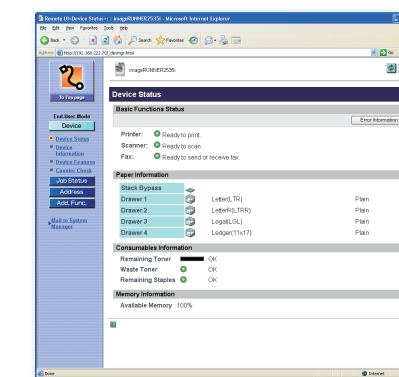 Remote UI<Device Status> : imageRUNNER2535i - Microsoft Internet Explorer
File Edit View Favorites Tools Help
Back Search Favorites
Address http://192.168.222.70/_devmgr.html Go
imageRUNNER2535i
To Top page
Device Status
Basic Functions Status
Error Information
End-User Mode
Device
Printer: Ready to print.
Scanner: Ready to scan.
Fax: Ready to send or receive fax.
Device Status
Device
Information
Device Features
Counter Check
Job Status
Address
Add. Func.
Mail to System
Manager
Paper Information
Stack Bypass
Drawer 1 Letter(LTR) Plain
Drawer 2 LetterR(LTRR) Plain
Drawer 3 Legal(LGL) Plain
Drawer 4 Ledger(11x17) Plain
Consumables Information
Remaining Toner OK
Waste Toner OK
Remaining Staples OK
Memory Information
Available Memory 100%
Done Internet